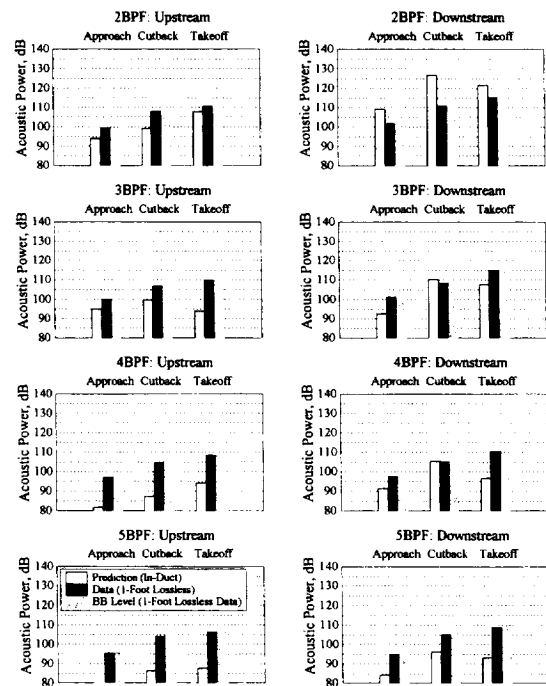 2BPF: Upstream
Approach Cutback Takeoff
Acoustic Power, dB
140
130
120
110
100
90
80
2BPF: Downstream
Approach Cutback Takeoff
Acoustic Power, dB
140
130
120
110
100
90
80
3BPF: Upstream
Approach Cutback Takeoff
Acoustic Power, dB
140
130
120
110
100
90
80
3BPF: Downstream
Approach Cutback Takeoff
Acoustic Power, dB
140
130
120
110
100
90
80
4BPF: Upstream
Approach Cutback Takeoff
Acoustic Power, dB
140
130
120
110
100
90
80
4BPF: Downstream
Approach Cutback Takeoff
Acoustic Power, dB
140
130
120
110
100
90
80
5BPF: Upstream
Approach Cutback Takeoff
Acoustic Power, dB
140
130
120
110
100
90
80
Prediction (In-Duct)
Data (1-Foot Lossless)
BB Level (1-Foot Lossless Data)
5BPF: Downstream
Approach Cutback Takeoff
Acoustic Power, dB
140
130
120
110
100
90
80